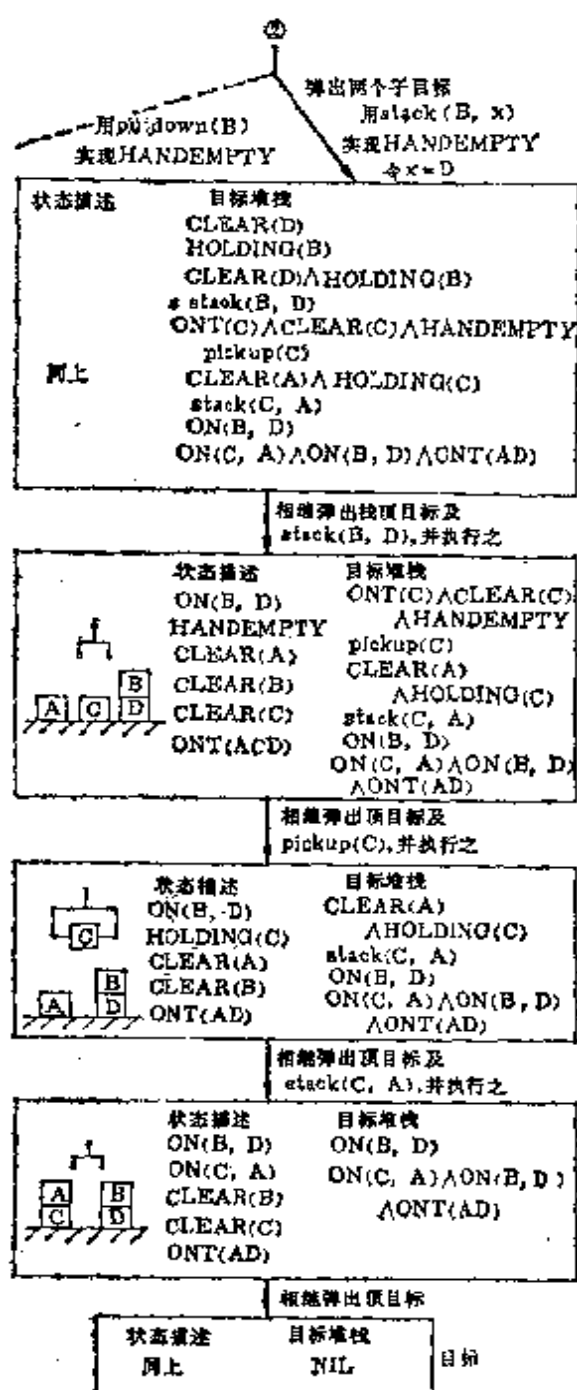 ②
弹出两个子目标
用stack(B, x)
实现HANDEMPTY
令x=D
用putdown(B)
实现HANDEMPTY
状态描述 目标堆栈
CLEAR(D)
HOLDING(B)
CLEAR(D)∧HOLDING(B)
* stack(B, D)
ONT(C)∧CLEAR(C)∧HANDEMPTY
pickup(C)
同上
CLEAR(A)∧HOLDING(C)
stack(C, A)
ON(B, D)
ON(C, A)∧ON(B, D)∧ONT(AD)
相继弹出栈顶目标及
stack(B, D),并执行之
状态描述
ON(B, D)
HANDEMPTY
CLEAR(A)
CLEAR(B)
CLEAR(C)
ONT(ACD)
目标堆栈
ONT(C)∧CLEAR(C)
∧HANDEMPTY
pickup(C)
CLEAR(A)
∧HOLDING(C)
stack(C, A)
ON(B, D)
ON(C, A)∧ON(B, D)
∧ONT(AD)
B
A C D
相继弹出顶目标及
pickup(C),并执行之
状态描述
ON(B, D)
HOLDING(C)
CLEAR(A)
CLEAR(B)
ONT(AD)
目标堆栈
CLEAR(A)
∧HOLDING(C)
stack(C, A)
ON(B, D)
ON(C, A)∧ON(B, D)
∧ONT(AD)
C
B
A D
相继弹出顶目标及
stack(C, A),并执行之
状态描述
ON(B, D)
ON(C, A)
CLEAR(B)
CLEAR(C)
ONT(AD)
目标堆栈
ON(B, D)
ON(C, A)∧ON(B, D)
∧ONT(AD)
A B
C D
相继弹出顶目标
状态描述 目标堆栈
同上 NIL
目标